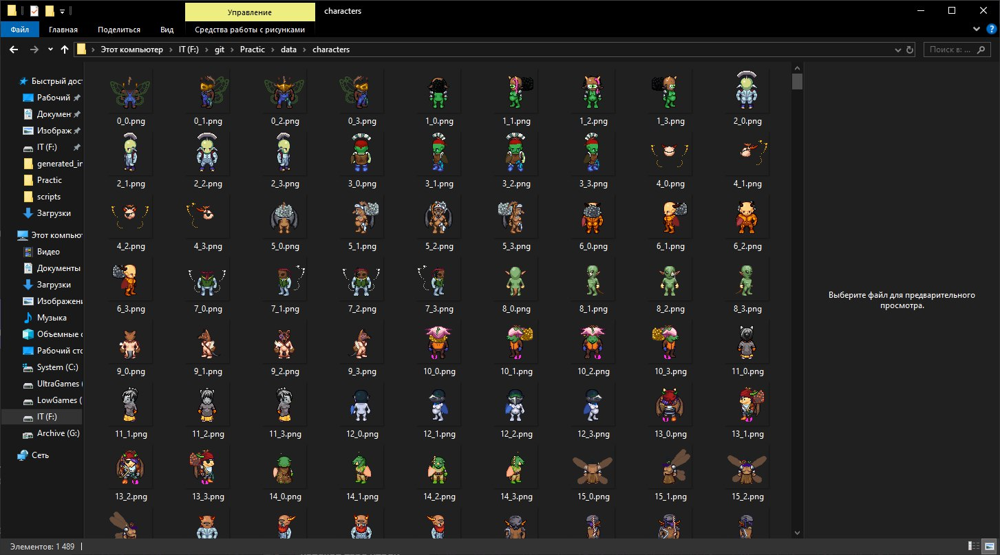 Управление
characters
Файл
Главная
Поделиться
Вид
Средства работы с рисунками
Этот компьютер › IT (F:) › git › Practic › data › characters
Поиск в: ...
Быстрый дос
Рабочий
Докумен
Изображ
IT (F:)
generated_ir
Practic
scripts
Загрузки
Этот компьют
Видео
Документы
Загрузки
Изображени
Музыка
Объемные с
Рабочий сто
System (C:)
UltraGames (
LowGames (
IT (F:)
Archive (G:)
Сеть
0_0.png 0_1.png 0_2.png 0_3.png 1_0.png 1_1.png 1_2.png 1_3.png 2_0.png
2_1.png 2_2.png 2_3.png 3_0.png 3_1.png 3_2.png 3_3.png 4_0.png 4_1.png
4_2.png 4_3.png 5_0.png 5_1.png 5_2.png 5_3.png 6_0.png 6_1.png 6_2.png
6_3.png 7_0.png 7_1.png 7_2.png 7_3.png 8_0.png 8_1.png 8_2.png 8_3.png
9_0.png 9_1.png 9_2.png 9_3.png 10_0.png 10_1.png 10_2.png 10_3.png 11_0.png
11_1.png 11_2.png 11_3.png 12_0.png 12_1.png 12_2.png 12_3.png 13_0.png 13_1.png
13_2.png 13_3.png 14_0.png 14_1.png 14_2.png 14_3.png 15_0.png 15_1.png 15_2.png
Выберите файл для предварительного
просмотра.
Элементов: 1 489